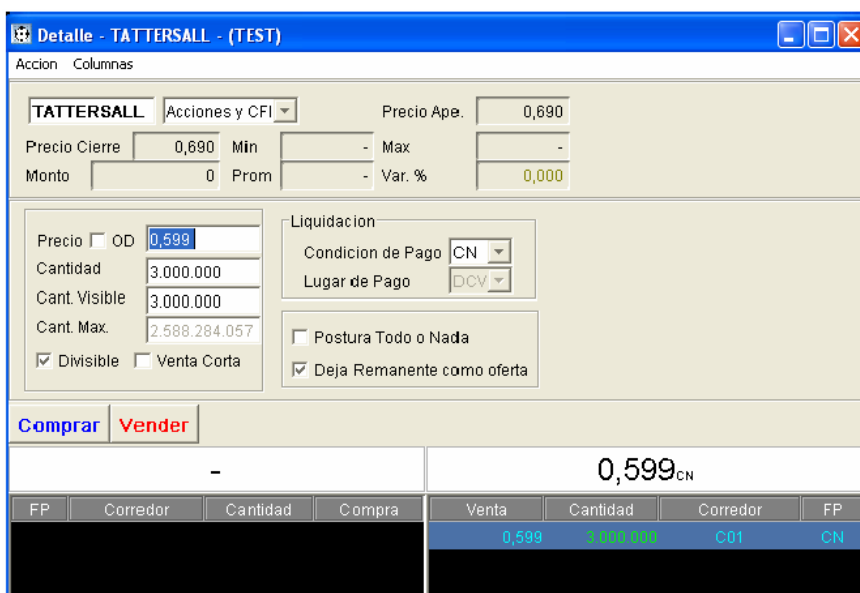 Detalle - TATTERSALL - (TEST)
Accion Columnas
TATTERSALL Acciones y CFI Precio Ape. 0,690
Precio Cierre 0,690 Min - Max -
Monto 0 Prom - Var. % 0,000
Precio OD 0,599
Cantidad 3.000.000
Cant. Visible 3.000.000
Cant. Max. 2.588.284.057
Divisible Venta Corta
Liquidacion
Condicion de Pago CN
Lugar de Pago DCV
Postura Todo o Nada
Deja Remanente como oferta
Comprar Vender
- 0,599 CN
FP Corredor Cantidad Compra Venta Cantidad Corredor FP
0,599 3.000.000 C01 CN